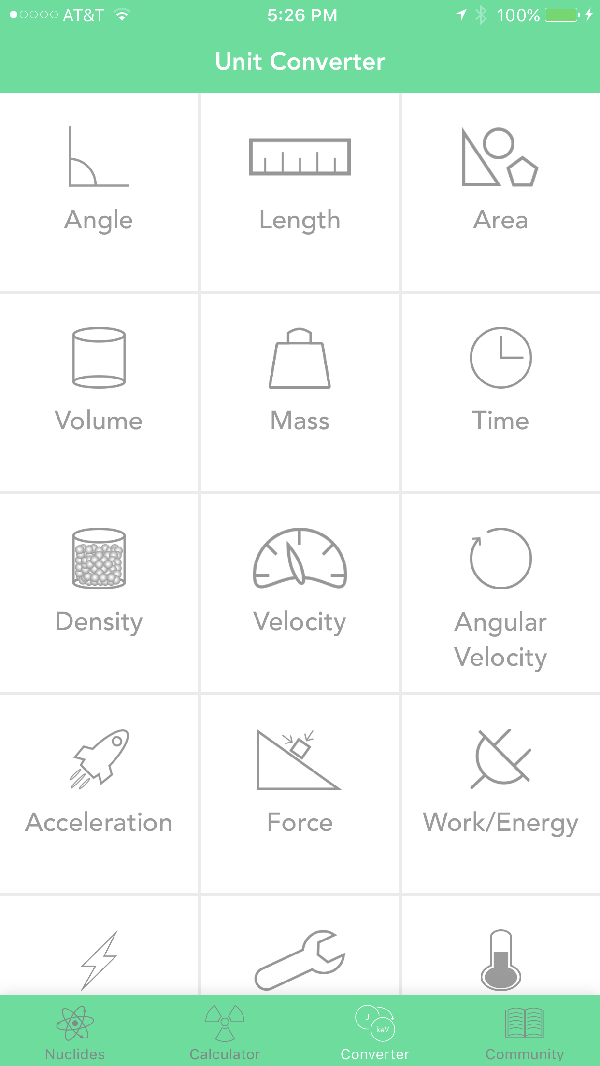 AT&T 5:26 PM 100%
Unit Converter
Angle Length Area
Volume Mass Time
Density Velocity Angular
Velocity
Acceleration Force Work/Energy
J
keV
Nuclides Calculator Converter Community